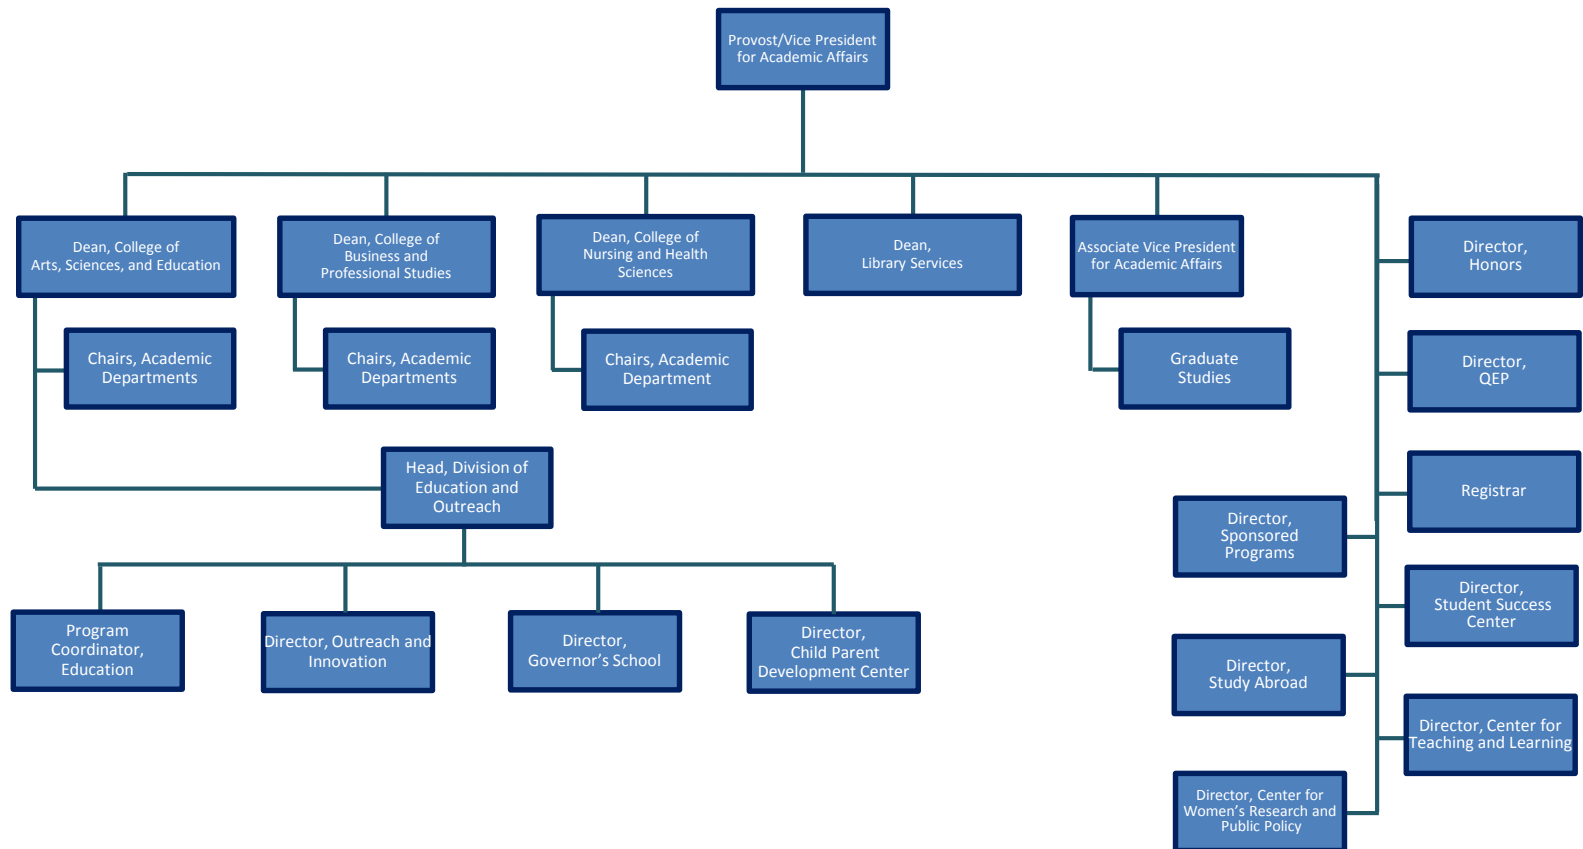 Provost/Vice President
for Academic Affairs
Dean, College of
Arts, Sciences, and Education
Dean, College of
Business and
Professional Studies
Dean, College of
Nursing and Health
Sciences
Dean,
Library Services
Associate Vice President
for Academic Affairs
Director,
Honors
Chairs, Academic
Departments
Chairs, Academic
Departments
Chairs, Academic
Department
Graduate
Studies
Director,
QEP
Head, Division of
Education and
Outreach
Registrar
Director,
Sponsored
Programs
Director,
Student Success
Center
Program
Coordinator,
Education
Director, Outreach and
Innovation
Director,
Governor’s School
Director,
Child Parent
Development Center
Director,
Study Abroad
Director, Center for
Teaching and Learning
Director, Center for
Women’s Research and
Public Policy